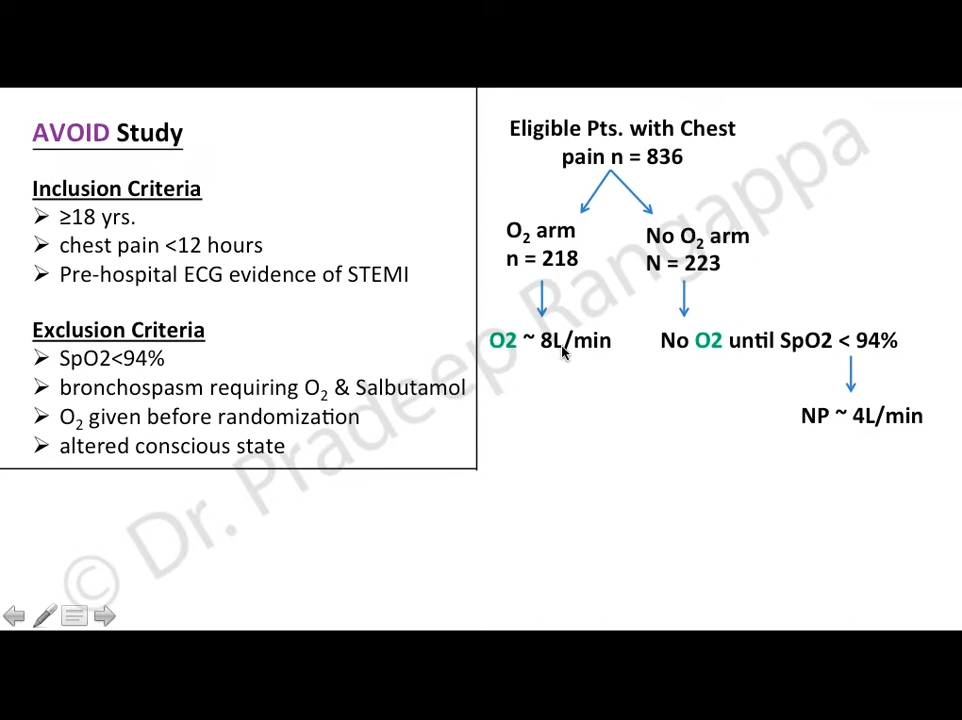 AVOID Study
Inclusion Criteria
➢ ≥18 yrs.
➢ chest pain <12 hours
➢ Pre-hospital ECG evidence of STEMI
Exclusion Criteria
➢ SpO2<94%
➢ bronchospasm requiring O₂ & Salbutamol
➢ O₂ given before randomization
➢ altered conscious state
Eligible Pts. with Chest
pain n = 836
O₂ arm
n = 218
No O₂ arm
N = 223
O2 ~ 8L/min
No O2 until SpO2 < 94%
NP ~ 4L/min
© Dr. Pradeep Rangappa